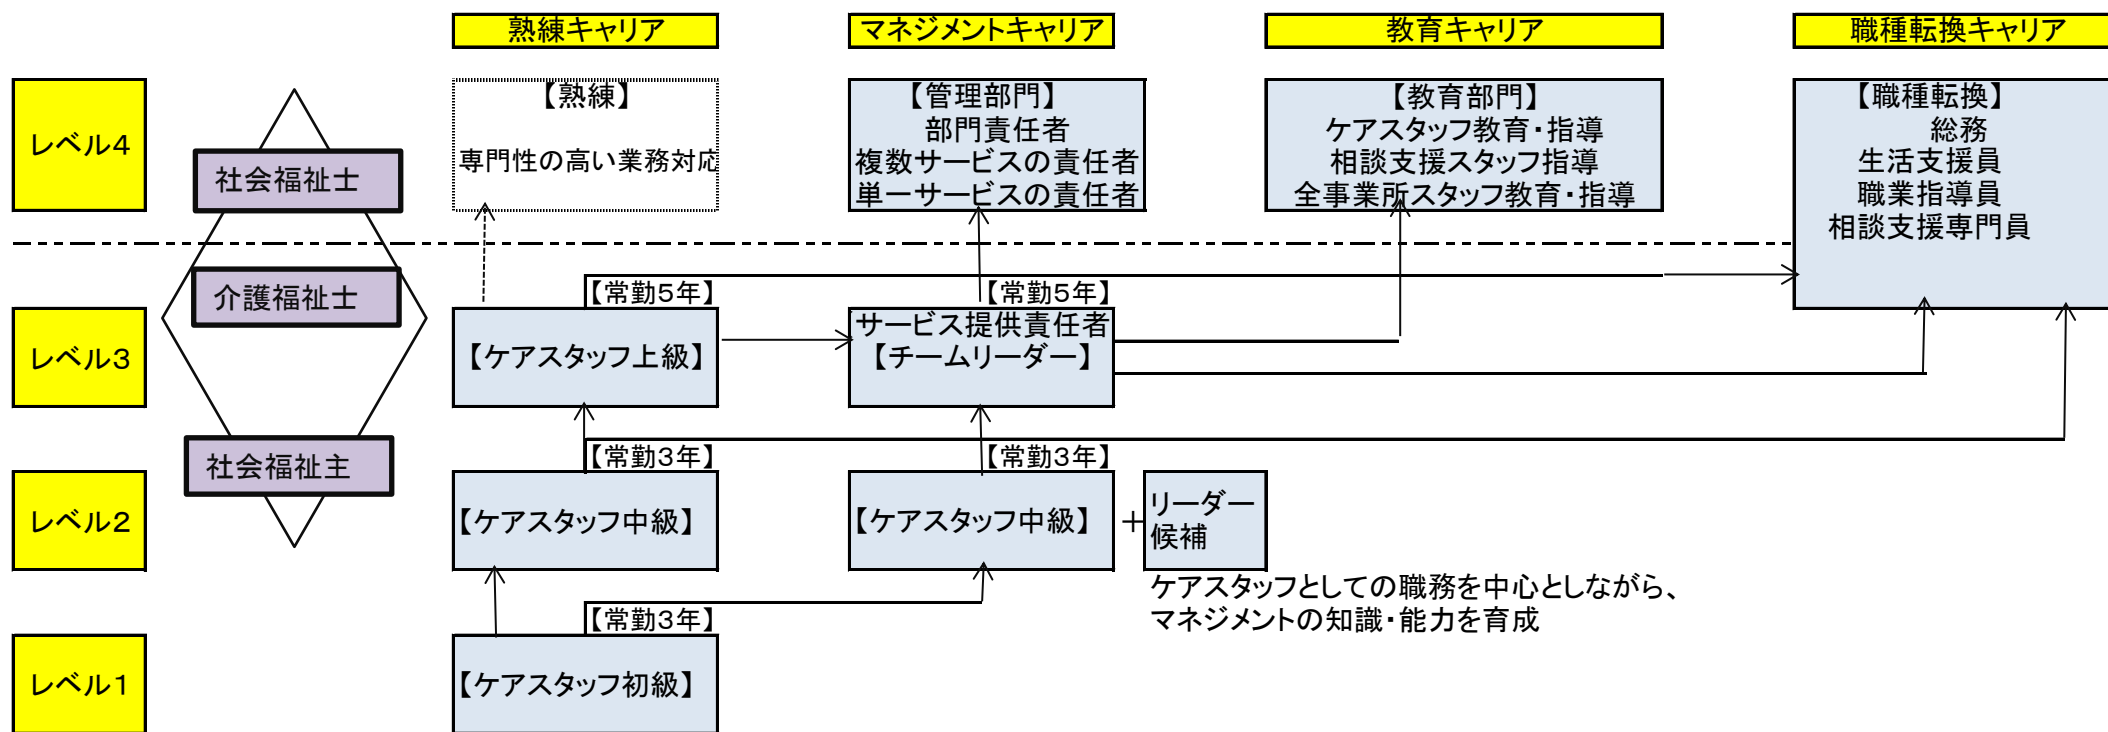 熟練キャリア
マネジメントキャリア
教育キャリア
職種転換キャリア
レベル4
社会福祉士
【熟練】
専門性の高い業務対応
【管理部門】
部門責任者
複数サービスの責任者
単一サービスの責任者
【教育部門】
ケアスタッフ教育・指導
相談支援スタッフ指導
全事業所スタッフ教育・指導
【職種転換】
総務
生活支援員
職業指導員
相談支援専門員
介護福祉士
【常勤5年】
【常勤5年】
レベル3
【ケアスタッフ上級】
サービス提供責任者
【チームリーダー】
社会福祉主
【常勤3年】
【常勤3年】
レベル2
【ケアスタッフ中級】
【ケアスタッフ中級】
+
リーダー
候補
ケアスタッフとしての職務を中心としながら、
マネジメントの知識・能力を育成
【常勤3年】
レベル1
【ケアスタッフ初級】